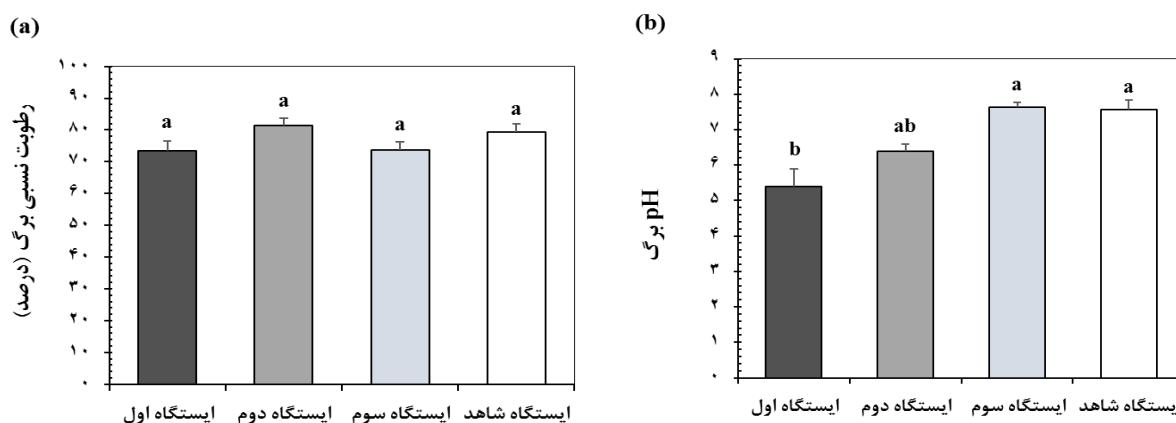 (a)
رطوبت نسبی برگ (درصد)
۱۰۰
۹۰
۸۰
۷۰
۶۰
۵۰
۴۰
۳۰
۲۰
۱۰
۰
a
a
a
a
ایستگاه اول
ایستگاه دوم
ایستگاه سوم
ایستگاه شاهد
(b)
pH برگ
۹
۸
۷
۶
۵
۴
۳
۲
۱
۰
b
ab
a
a
ایستگاه اول
ایستگاه دوم
ایستگاه سوم
ایستگاه شاهد